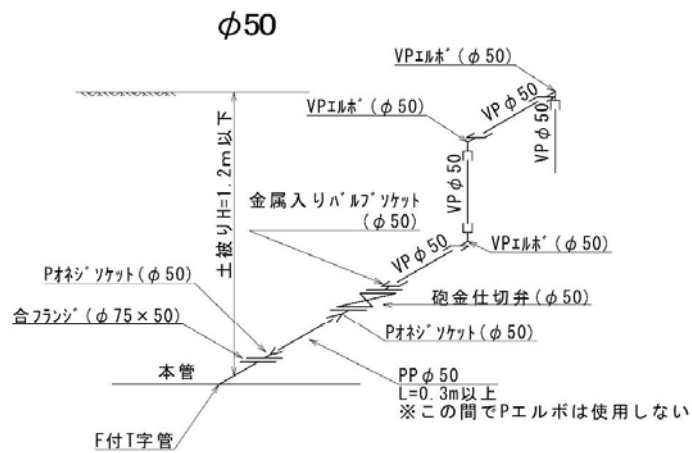 φ50
VPエルボ(φ50)
VPφ50
VPエルボ(φ50)
VPφ50
VPφ50
土被りH=1.2m以下
金属入りバルブソケット
(φ50)
VPφ50
VPエルボ(φ50)
Pオネジソケット(φ50)
砲金仕切弁(φ50)
合フランジ(φ75×50)
Pオネジソケット(φ50)
本管
PPφ50
L=0.3m以上
※この間でPエルボは使用しない
F付T字管